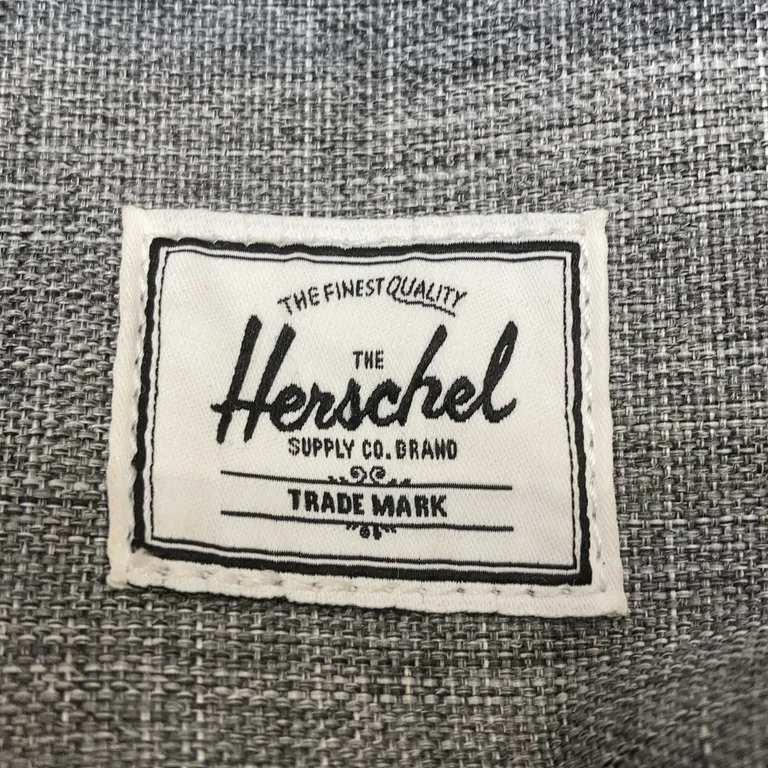 THE FINEST QUALITY
THE
Herschel
SUPPLY CO. BRAND
TRADE MARK